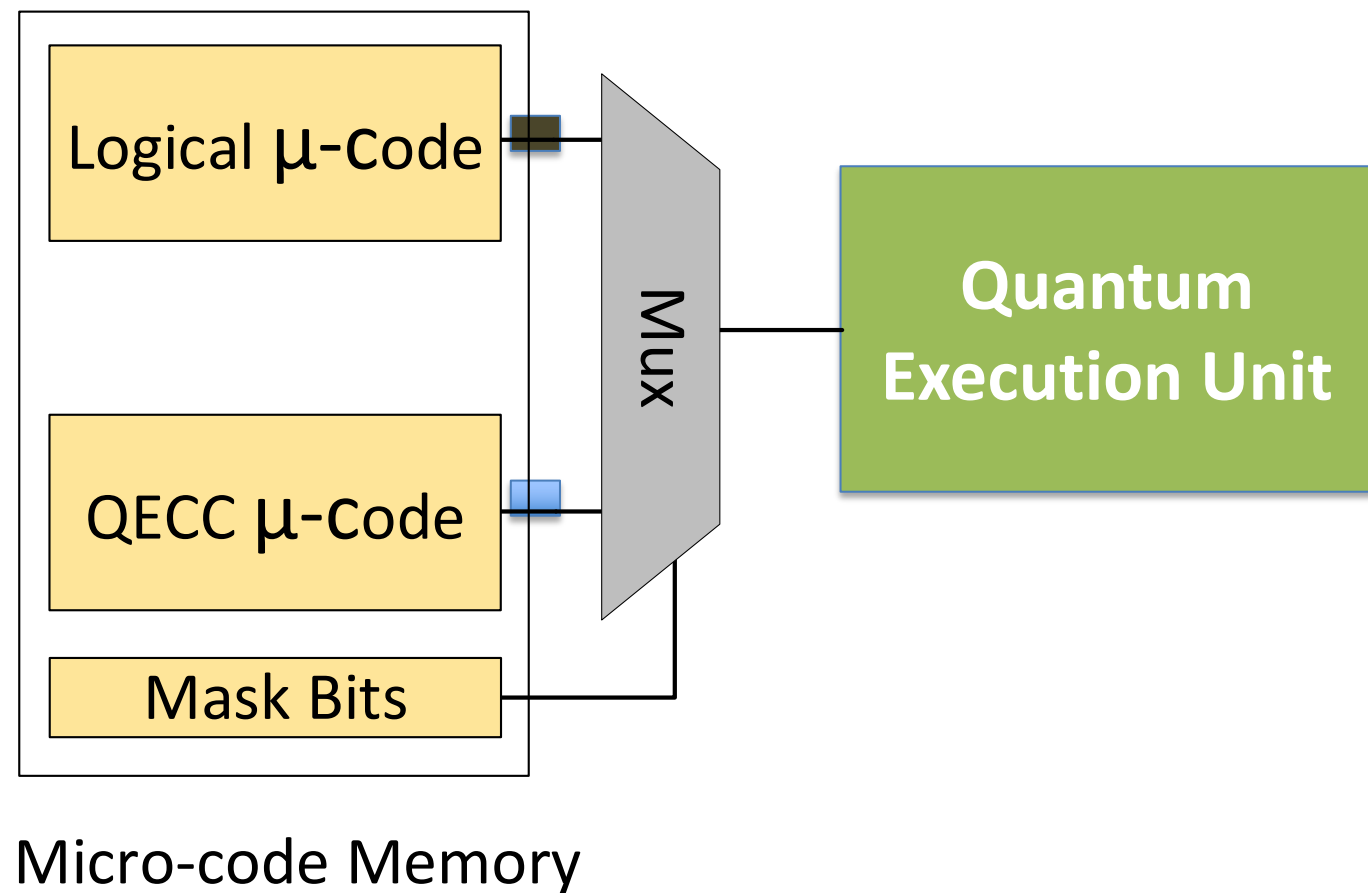 Logical μ-code
QECC μ-code
Mask Bits
Mux
Quantum
Execution Unit
Micro-code Memory